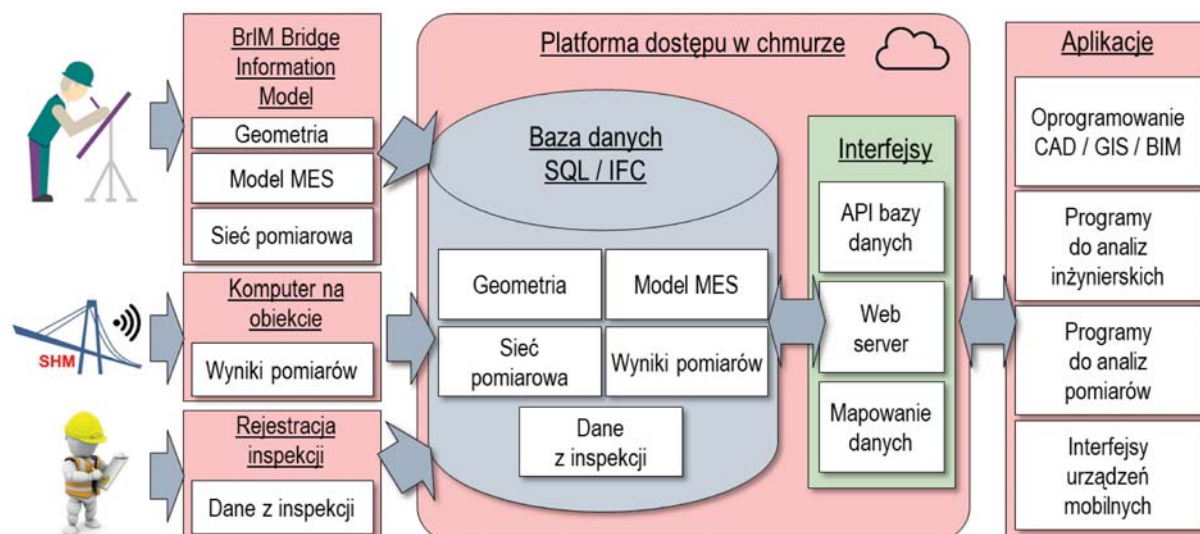 BrIM Bridge
Information
Model
Geometria
Model MES
Sieć pomiarowa
SHM
Komputer na
obiekcie
Wyniki pomiarów
Rejestracja
inspekcji
Dane z inspekcji
Platforma dostępu w chmurze
Baza danych
SQL / IFC
Geometria
Model MES
Sieć
pomiarowa
Wyniki pomiarów
Dane
z inspekcji
Interfejsy
API bazy
danych
Web
server
Mapowanie
danych
Aplikacje
Oprogramowanie
CAD / GIS / BIM
Programy
do analiz
inżynierskich
Programy
do analiz
pomiarów
Interfejsy
urządzeń
mobilnych